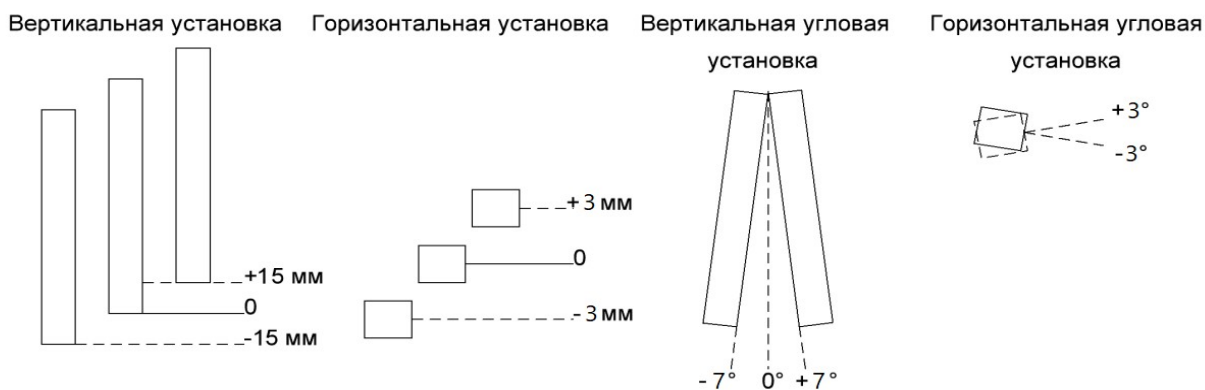 Вертикальная установка
+15 мм
0
-15 мм
Горизонтальная установка
+3 мм
0
-3 мм
Вертикальная угловая
установка
-7° 0° +7°
Горизонтальная угловая
установка
+3°
-3°